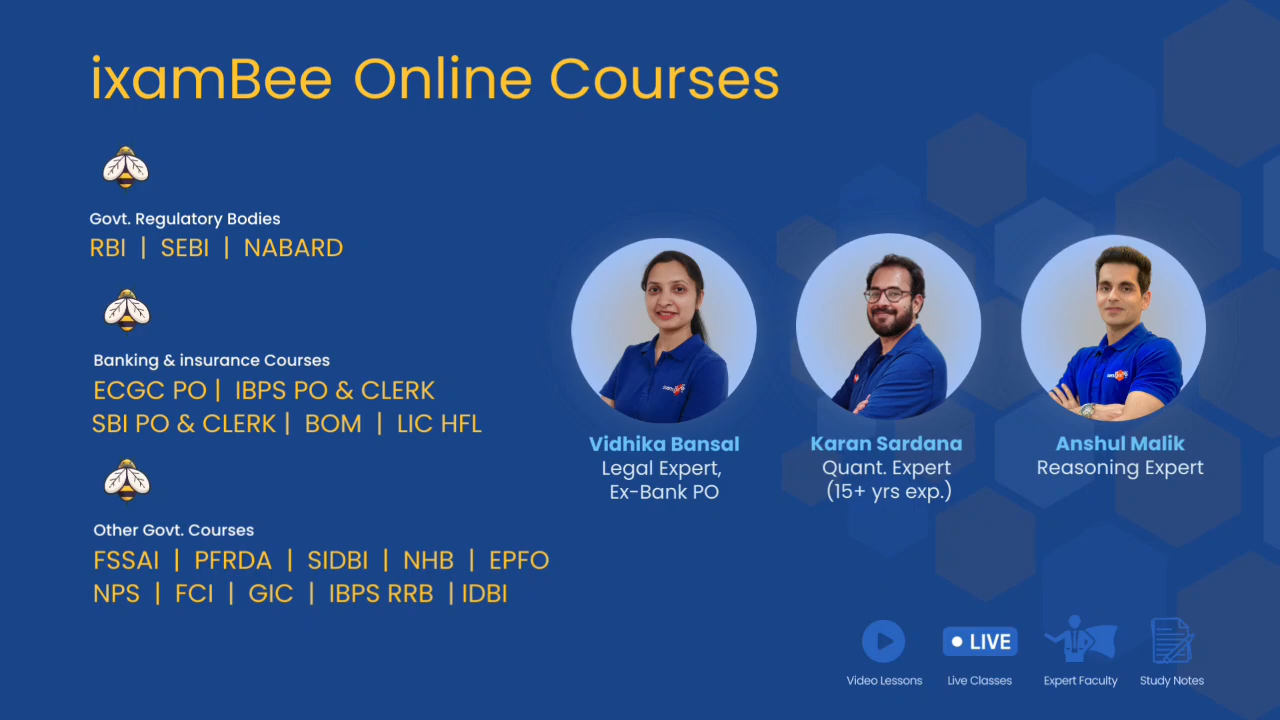 ixamBee Online Courses
Govt. Regulatory Bodies
RBI | SEBI | NABARD
Banking & insurance Courses
ECGC PO | IBPS PO & CLERK
SBI PO & CLERK | BOM | LIC HFL
Other Govt. Courses
FSSAI | PFRDA | SIDBI | NHB | EPFO
NPS | FCI | GIC | IBPS RRB | IDBI
Vidhika Bansal
Legal Expert,
Ex-Bank PO
Karan Sardana
Quant. Expert
(15+ yrs exp.)
Anshul Malik
Reasoning Expert
LIVE
Video Lessons
Live Classes
Expert Faculty
Study Notes